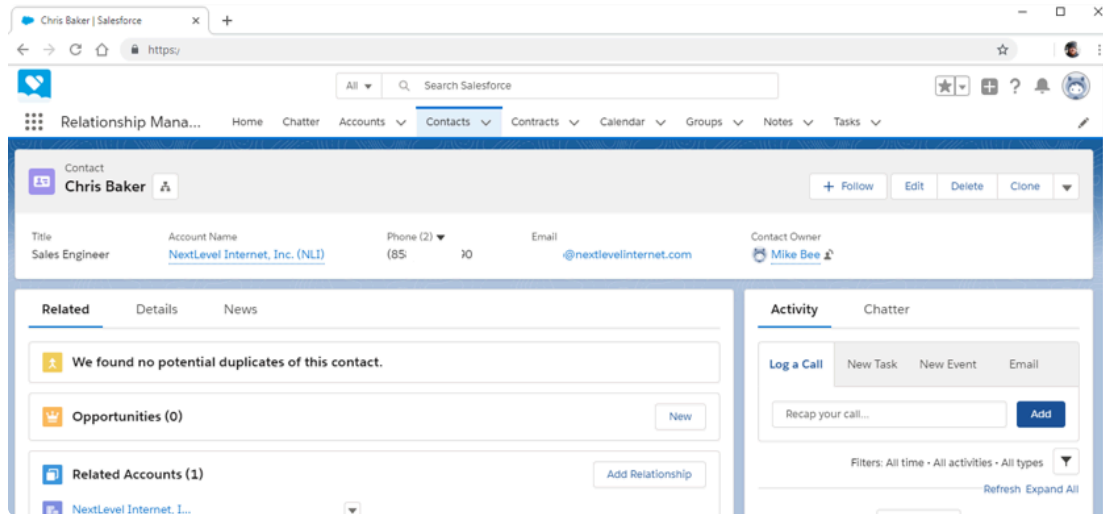 Chris Baker | Salesforce
https:/
All Search Salesforce
Relationship Mana... Home Chatter Accounts Contacts Contracts Calendar Groups Notes Tasks
Contact
Chris Baker
+ Follow Edit Delete Clone
Title Account Name Phone (2) Email Contact Owner
Sales Engineer NextLevel Internet, Inc. (NLI) (85 @nextlevelinternet.com Mike Bee
Related Details News
Activity Chatter
We found no potential duplicates of this contact.
Log a Call New Task New Event Email
Opportunities (0) New
Recap your call... Add
Filters: All time • All activities • All types
Related Accounts (1) Add Relationship
Refresh Expand All
NextLevel Internet, I...